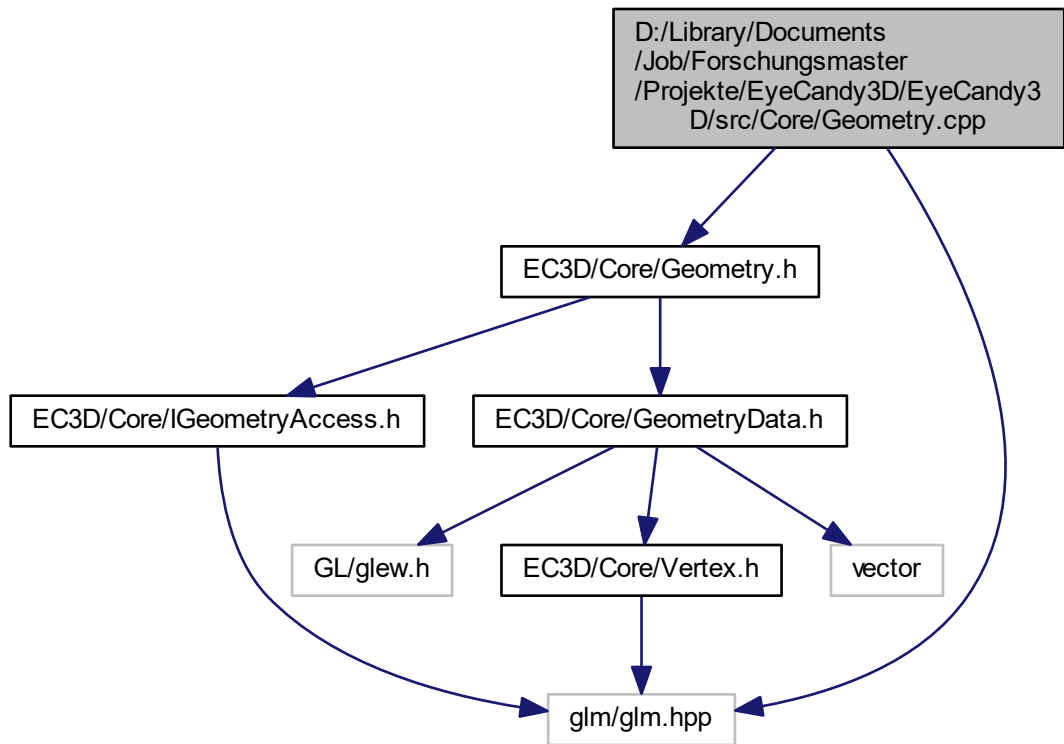 D:/Library/Documents
/Job/Forschungsmaster
/Projekte/EyeCandy3D/EyeCandy3
D/src/Core/Geometry.cpp
EC3D/Core/Geometry.h
EC3D/Core/IGeometryAccess.h
EC3D/Core/GeometryData.h
GL/glew.h
EC3D/Core/Vertex.h
vector
glm/glm.hpp